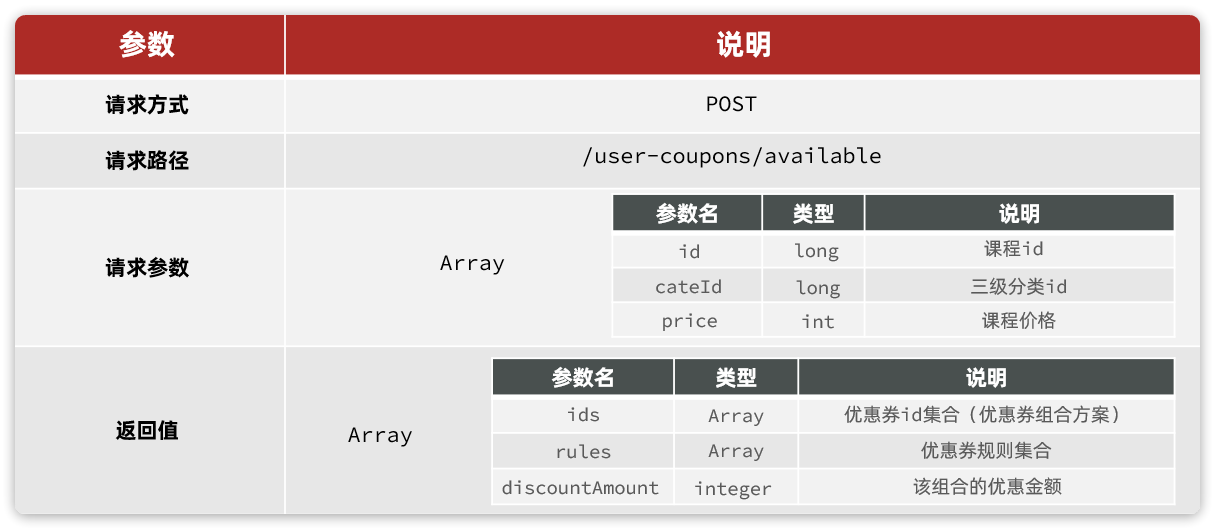 参数 说明
请求方式 POST
请求路径 /user-coupons/available
请求参数 Array
参数名 类型 说明
id long 课程id
cateId long 三级分类id
price int 课程价格
返回值 Array
参数名 类型 说明
ids Array 优惠券id集合（优惠券组合方案）
rules Array 优惠券规则集合
discountAmount integer 该组合的优惠金额